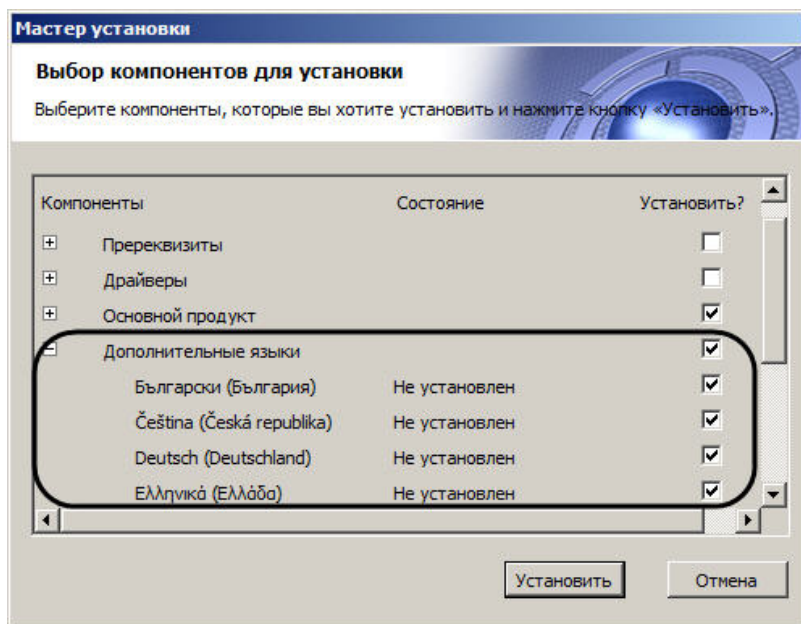 Мастер установки
Выбор компонентов для установки
Выберите компоненты, которые вы хотите установить и нажмите кнопку «Установить».
Компоненты Состояние Установить?
Пререквизиты
Драйверы
Основной продукт
Дополнительные языки
Български (България) Не установлен
Čeština (Česká republika) Не установлен
Deutsch (Deutschland) Не установлен
Ελληνικά (Ελλάδα) Не установлен
Установить Отмена